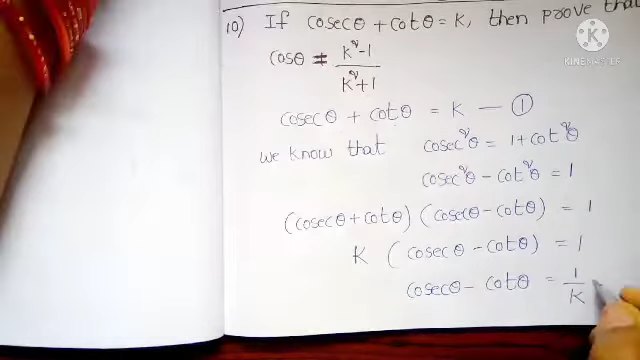 10) If cosecθ + cotθ = K, then prove that
cosθ = K²-1 / K²+1
cosecθ + cotθ = K — ①
we know that cosec²θ = 1 + cot²θ
cosec²θ - cot²θ = 1
(cosecθ + cotθ) (cosecθ - cotθ) = 1
K (cosecθ - cotθ) = 1
cosecθ - cotθ = 1/K
KINEMASTER